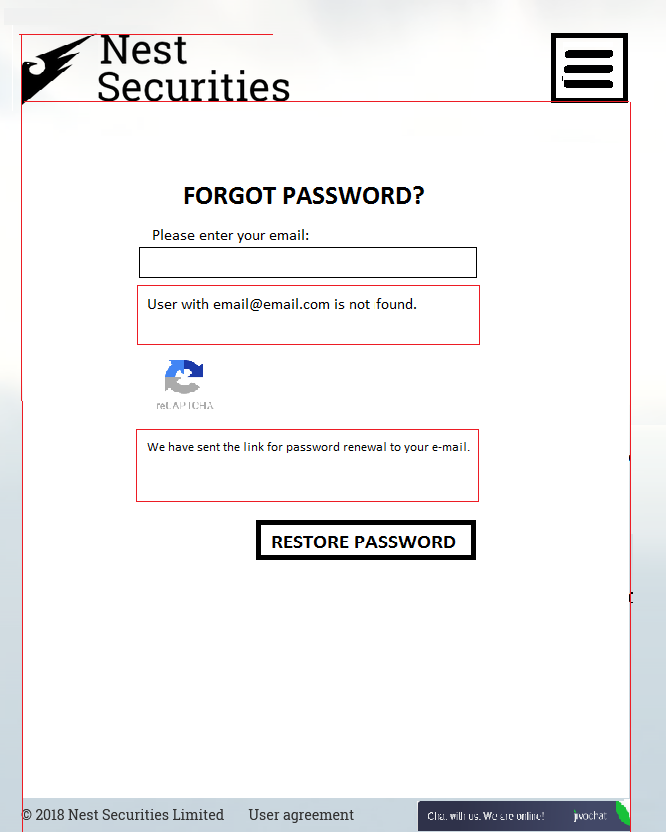 Nest
Securities
FORGOT PASSWORD?
Please enter your email:
User with email@email.com is not found.
reCAPTCHA
We have sent the link for password renewal to your e-mail.
RESTORE PASSWORD
© 2018 Nest Securities Limited User agreement
Chat with us. We are online! jivochat